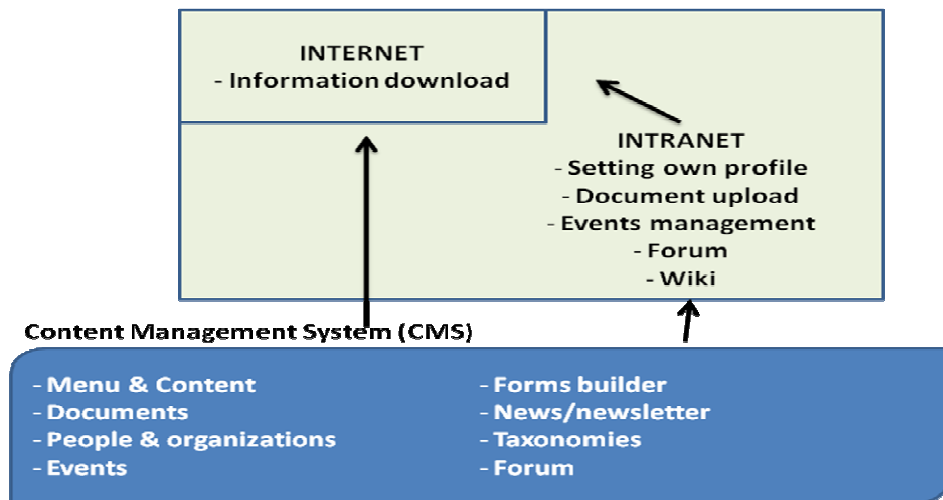 INTERNET
- Information download
INTRANET
- Setting own profile
- Document upload
- Events management
- Forum
- Wiki
Content Management System (CMS)
- Menu & Content
- Documents
- People & organizations
- Events
- Forms builder
- News/newsletter
- Taxonomies
- Forum